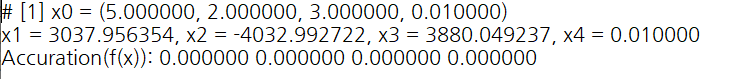 # [1] x0 = (5.000000, 2.000000, 3.000000, 0.010000)
x1 = 3037.956354, x2 = -4032.992722, x3 = 3880.049237, x4 = 0.010000
Accuration(f(x)): 0.000000 0.000000 0.000000 0.000000